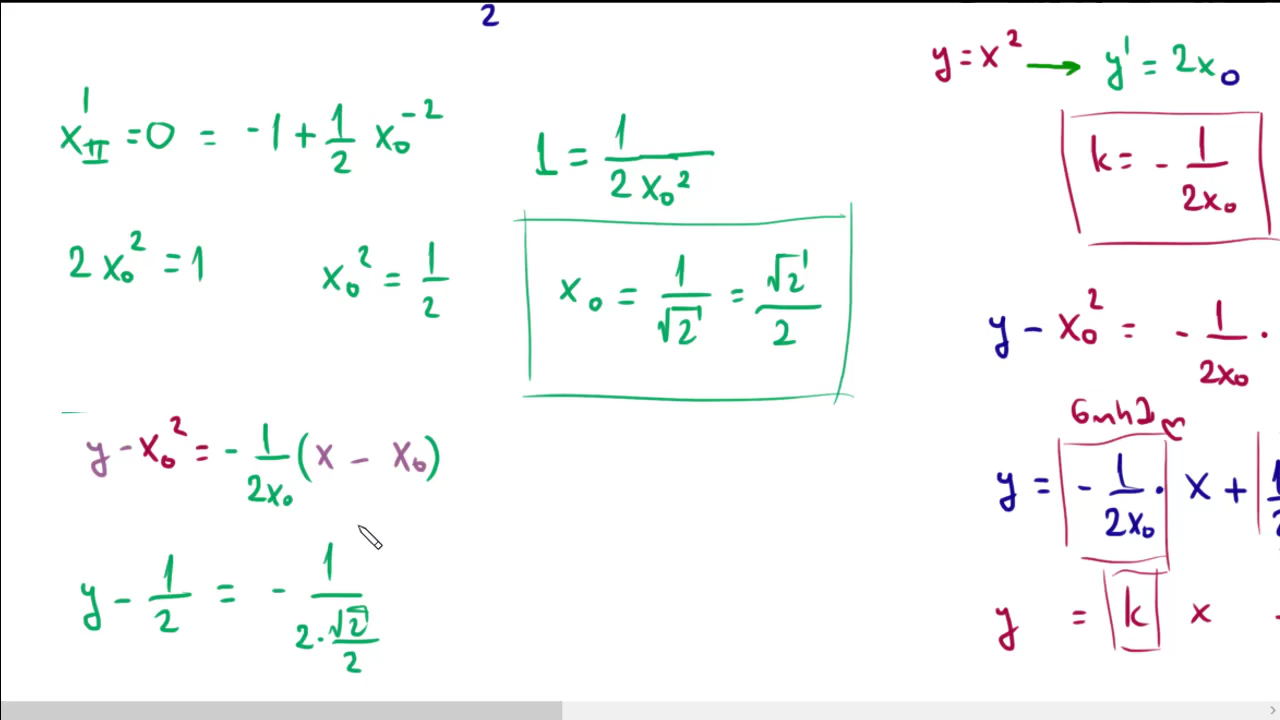 2
x'_II = 0 = -1 + 1/2 x₀⁻²
1 = 1/(2x₀²)
2x₀² = 1
x₀² = 1/2
x₀ = 1/√2 = √2/2
y - x₀² = - 1/(2x₀) (x - x₀)
y - 1/2 = - 1/(2·√2/2)
y = x² → y' = 2x₀
k = - 1/(2x₀)
y - x₀² = - 1/(2x₀) ·
y = - 1/(2x₀) · x +
y = k x